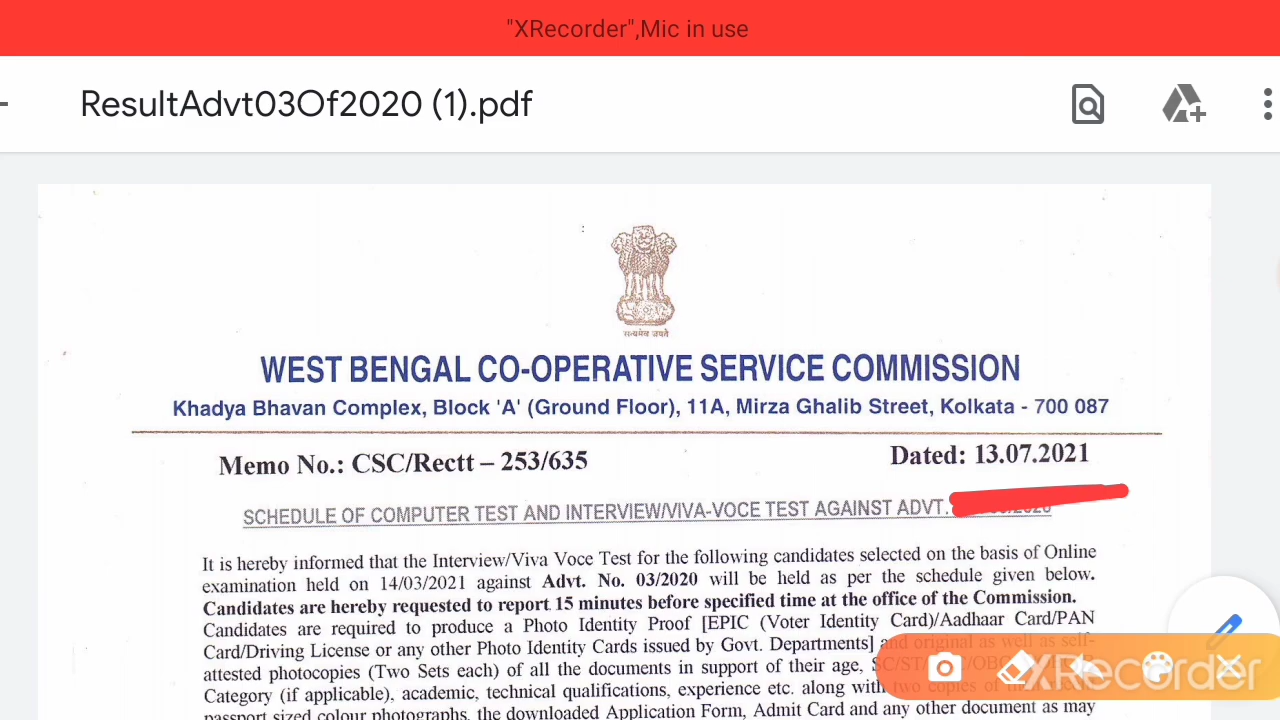 "XRecorder",Mic in use
ResultAdvt03Of2020 (1).pdf
सत्यमेव जयते
WEST BENGAL CO-OPERATIVE SERVICE COMMISSION
Khadya Bhavan Complex, Block 'A' (Ground Floor), 11A, Mirza Ghalib Street, Kolkata - 700 087
Memo No.: CSC/Rectt – 253/635
Dated: 13.07.2021
SCHEDULE OF COMPUTER TEST AND INTERVIEW/VIVA-VOCE TEST AGAINST ADVT.
It is hereby informed that the Interview/Viva Voce Test for the following candidates selected on the basis of Online
examination held on 14/03/2021 against Advt. No. 03/2020 will be held as per the schedule given below.
Candidates are hereby requested to report 15 minutes before specified time at the office of the Commission.
Candidates are required to produce a Photo Identity Proof [EPIC (Voter Identity Card)/Aadhaar Card/PAN
Card/Driving License or any other Photo Identity Cards issued by Govt. Departments] and original as well as self-
attested photocopies (Two Sets each) of all the documents in support of their age,
Category (if applicable), academic, technical qualifications, experience etc. along with two copies of
passport sized colour photographs, the downloaded Application Form, Admit Card and any other document as may
XRecorder